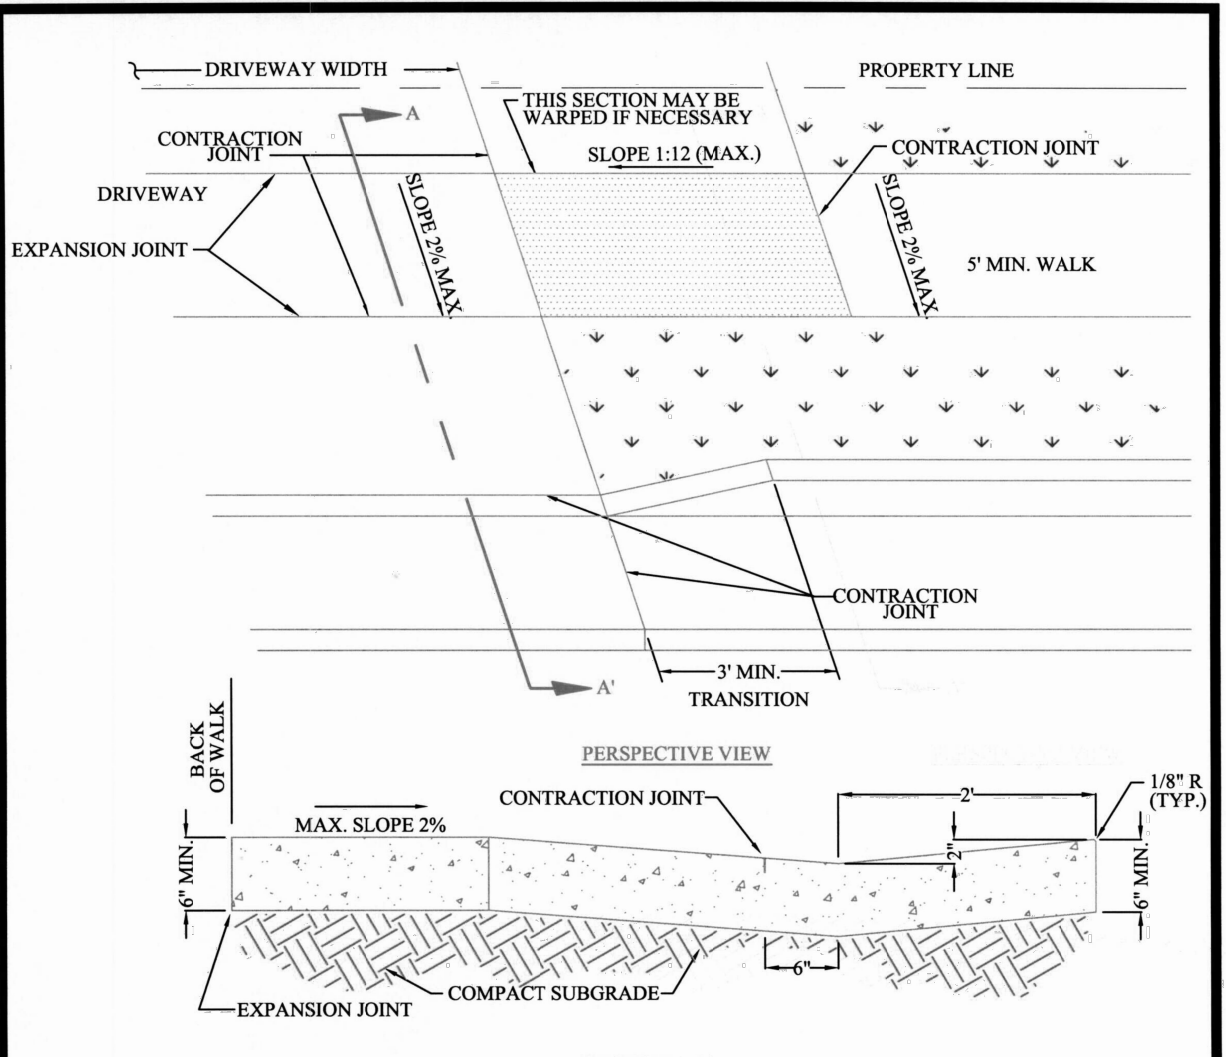 DRIVEWAY WIDTH
PROPERTY LINE
THIS SECTION MAY BE
WARPED IF NECESSARY
A
CONTRACTION
JOINT
SLOPE 1:12 (MAX.)
CONTRACTION JOINT
DRIVEWAY
SLOPE 2% MAX.
SLOPE 2% MAX.
EXPANSION JOINT
5' MIN. WALK
CONTRACTION
JOINT
3' MIN.
TRANSITION
A'
BACK
OF WALK
PERSPECTIVE VIEW
CONTRACTION JOINT
2'
1/8" R
(TYP.)
MAX. SLOPE 2%
2"
6" MIN.
6" MIN.
6"
COMPACT SUBGRADE
EXPANSION JOINT